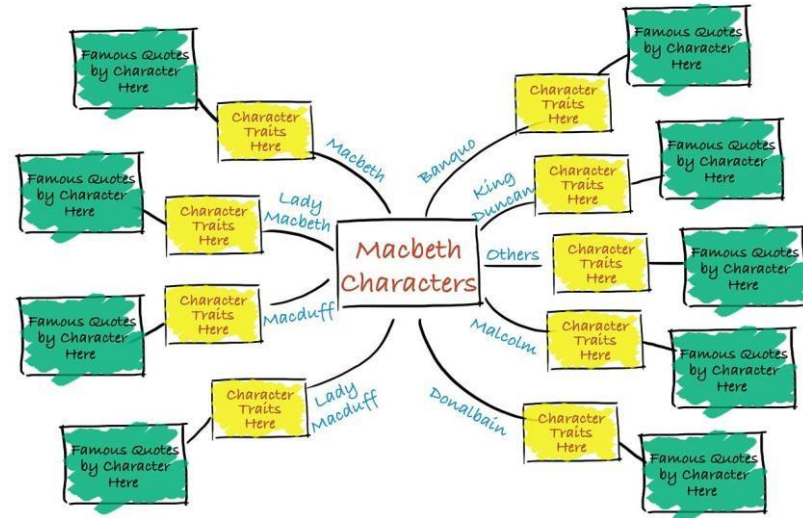 Macbeth
Characters
Macbeth
Character
Traits
Here
Famous Quotes
by Character
Here
Lady
Macbeth
Character
Traits
Here
Famous Quotes
by Character
Here
Macduff
Character
Traits
Here
Famous Quotes
by Character
Here
Lady
Macduff
Character
Traits
Here
Famous Quotes
by Character
Here
Banquo
Character
Traits
Here
Famous Quotes
by Character
Here
King
Duncan
Character
Traits
Here
Famous Quotes
by Character
Here
Others
Character
Traits
Here
Famous Quotes
by Character
Here
Malcolm
Character
Traits
Here
Famous Quotes
by Character
Here
Donalbain
Character
Traits
Here
Famous Quotes
by Character
Here